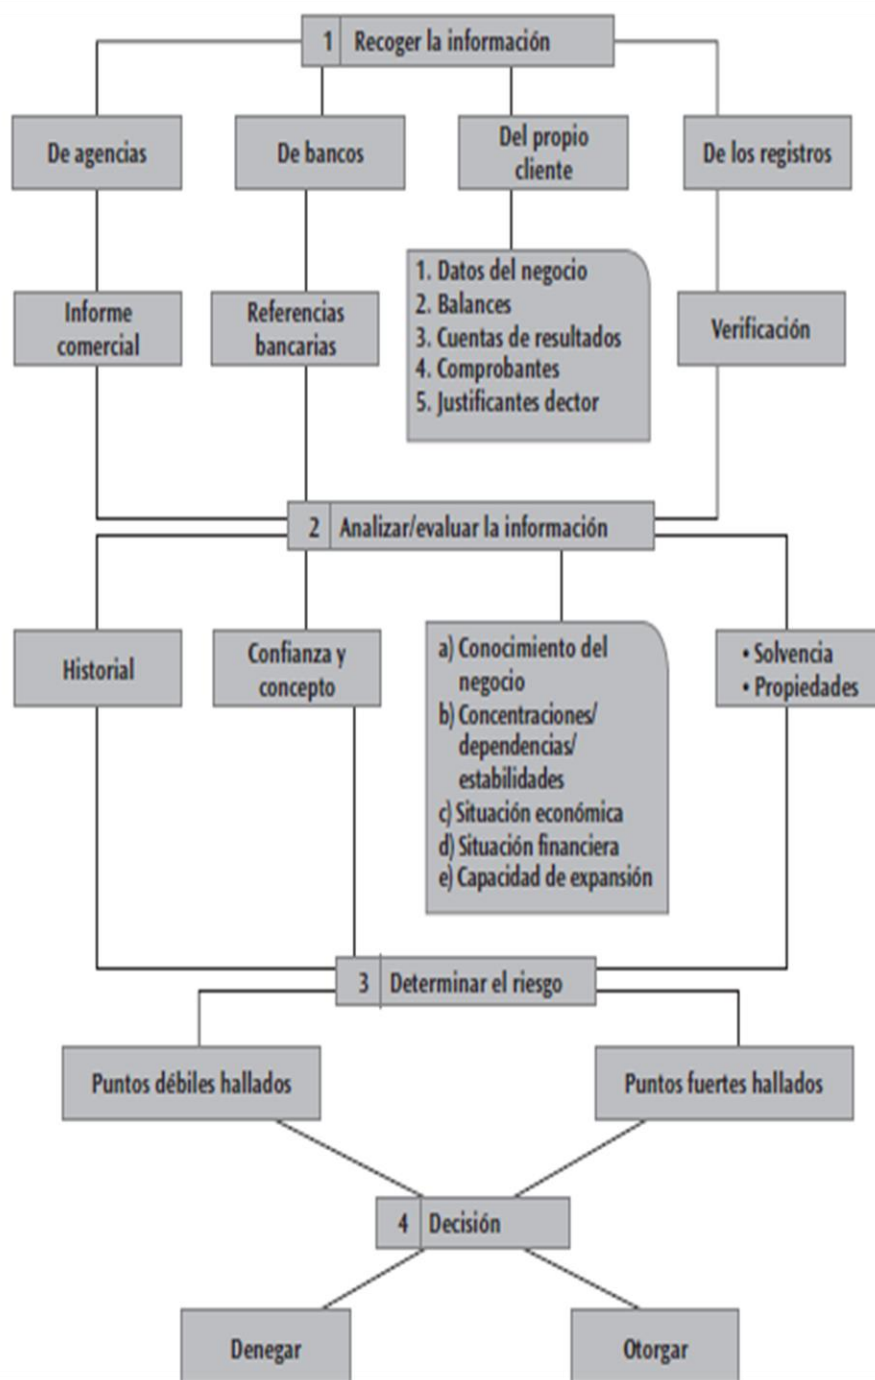 1 Recoger la información
De agencias
De bancos
Del propio
cliente
De los registros
Informe
comercial
Referencias
bancarias
1. Datos del negocio
2. Balances
3. Cuentas de resultados
4. Comprobantes
5. Justificantes dector
Verificación
2 Analizar/evaluar la información
Historial
Confianza y
concepto
a) Conocimiento del
negocio
b) Concentraciones/
dependencias/
estabilidades
c) Situación económica
d) Situación financiera
e) Capacidad de expansión
• Solvencia
• Propiedades
3 Determinar el riesgo
Puntos débiles hallados
Puntos fuertes hallados
4 Decisión
Denegar
Otorgar